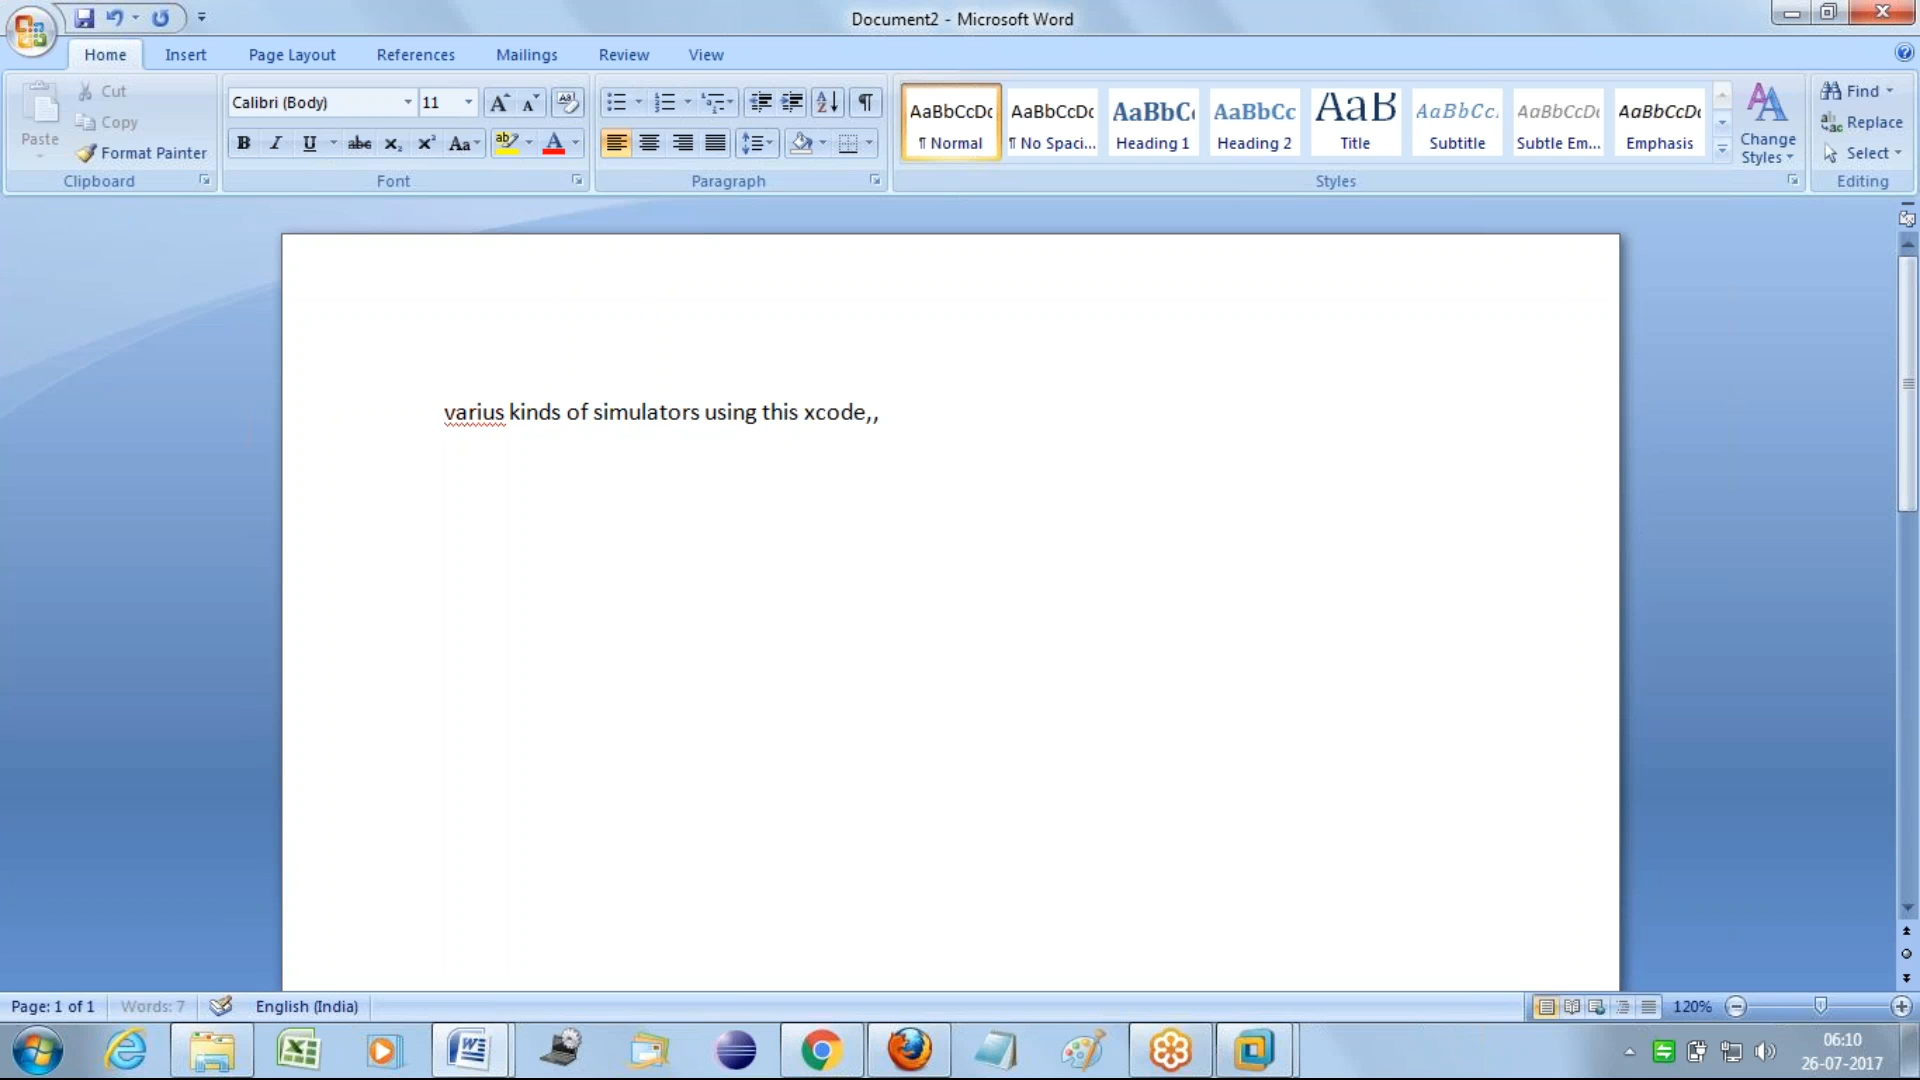 Document2 - Microsoft Word
Home Insert Page Layout References Mailings Review View
Paste
Cut
Copy
Format Painter
Clipboard
Calibri (Body) 11
Font
Paragraph
AaBbCcDc AaBbCcDc AaBbC AaBbCc AaB AaBbCc. AaBbCcDc AaBbCcDc
¶ Normal ¶ No Spaci... Heading 1 Heading 2 Title Subtitle Subtle Em... Emphasis
Change
Styles
Styles
Find
Replace
Select
Editing
varius kinds of simulators using this xcode,,
Page: 1 of 1 Words: 7 English (India) 120%
06:10
26-07-2017